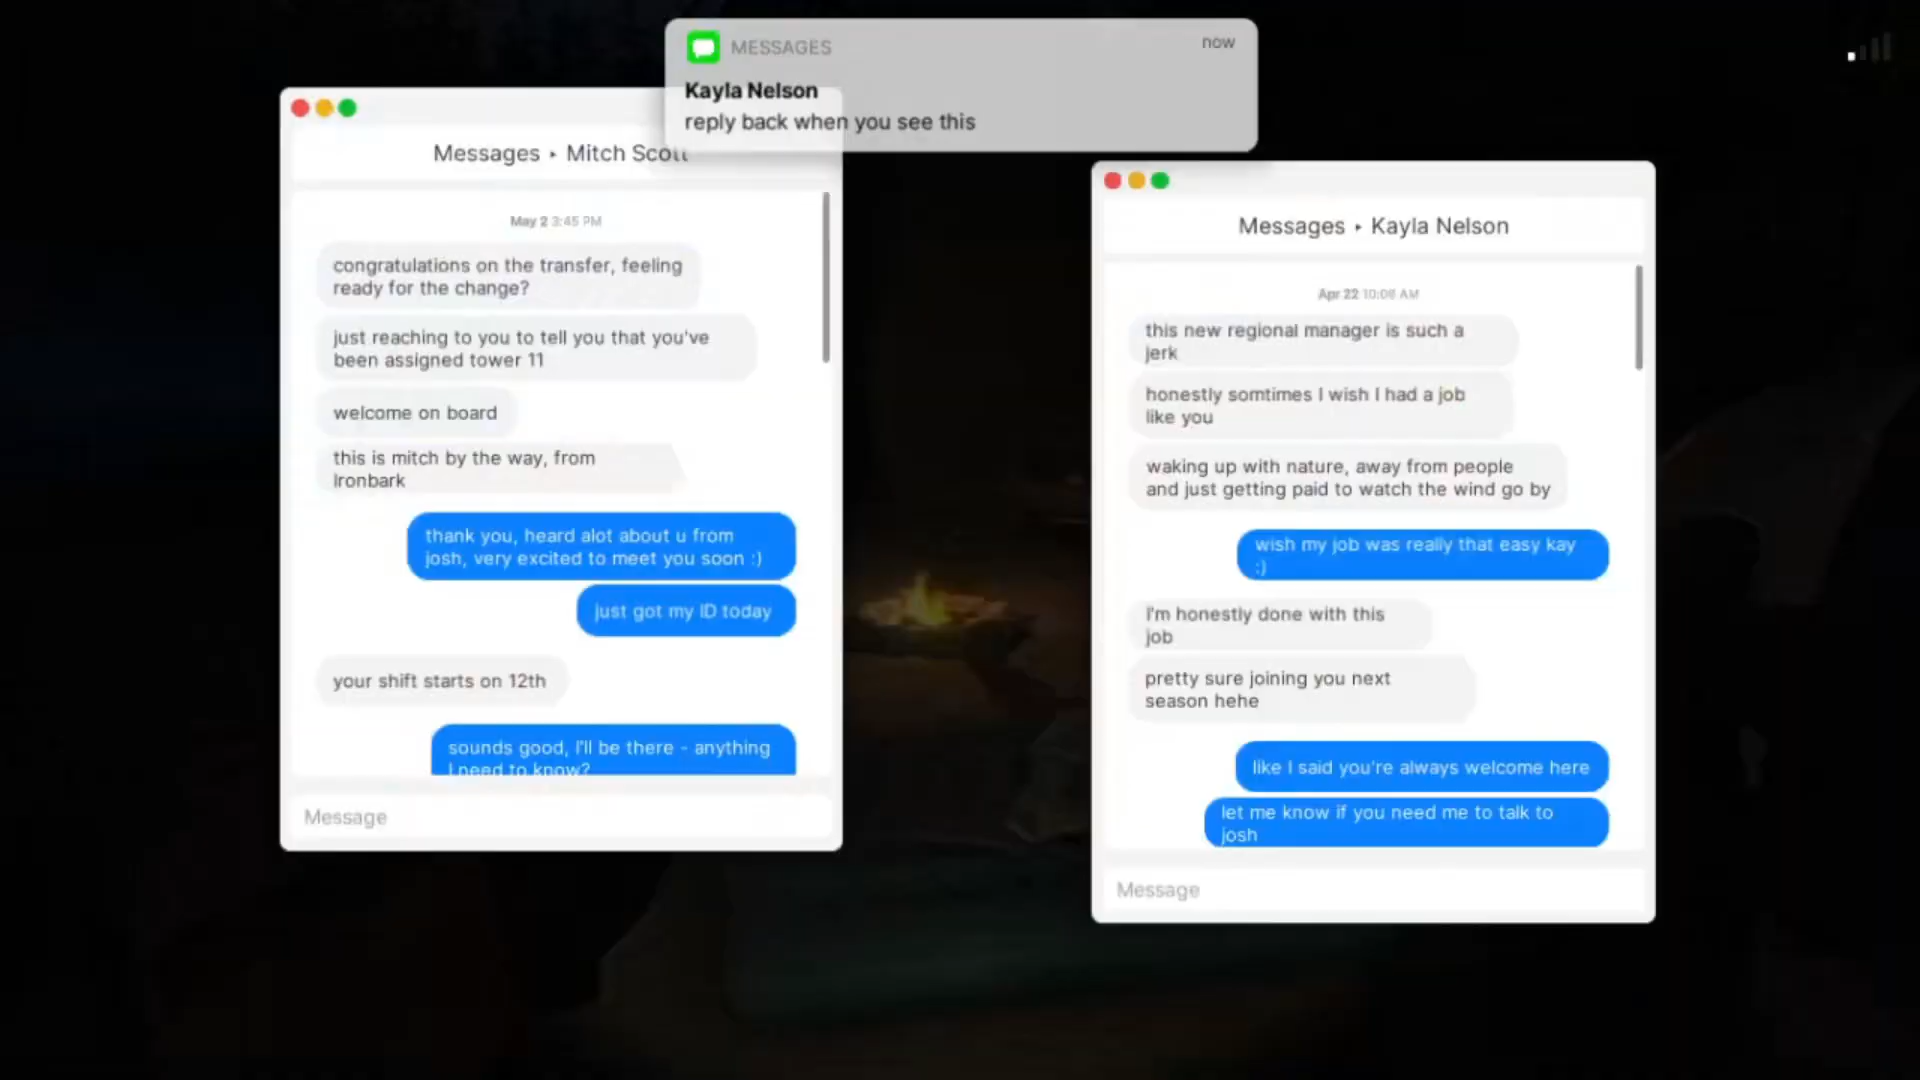 MESSAGES
now
Kayla Nelson
reply back when you see this
Messages ‣ Mitch Scott
May 2 3:45 PM
congratulations on the transfer, feeling
ready for the change?
just reaching to you to tell you that you've
been assigned tower 11
welcome on board
this is mitch by the way, from
Ironbark
thank you, heard alot about u from
josh, very excited to meet you soon :)
just got my ID today
your shift starts on 12th
sounds good, I'll be there - anything
I need to know?
Message
Messages ‣ Kayla Nelson
Apr 22 10:06 AM
this new regional manager is such a
jerk
honestly somtimes I wish I had a job
like you
waking up with nature, away from people
and just getting paid to watch the wind go by
wish my job was really that easy kay
:)
I'm honestly done with this
job
pretty sure joining you next
season hehe
like I said you're always welcome here
let me know if you need me to talk to
josh
Message